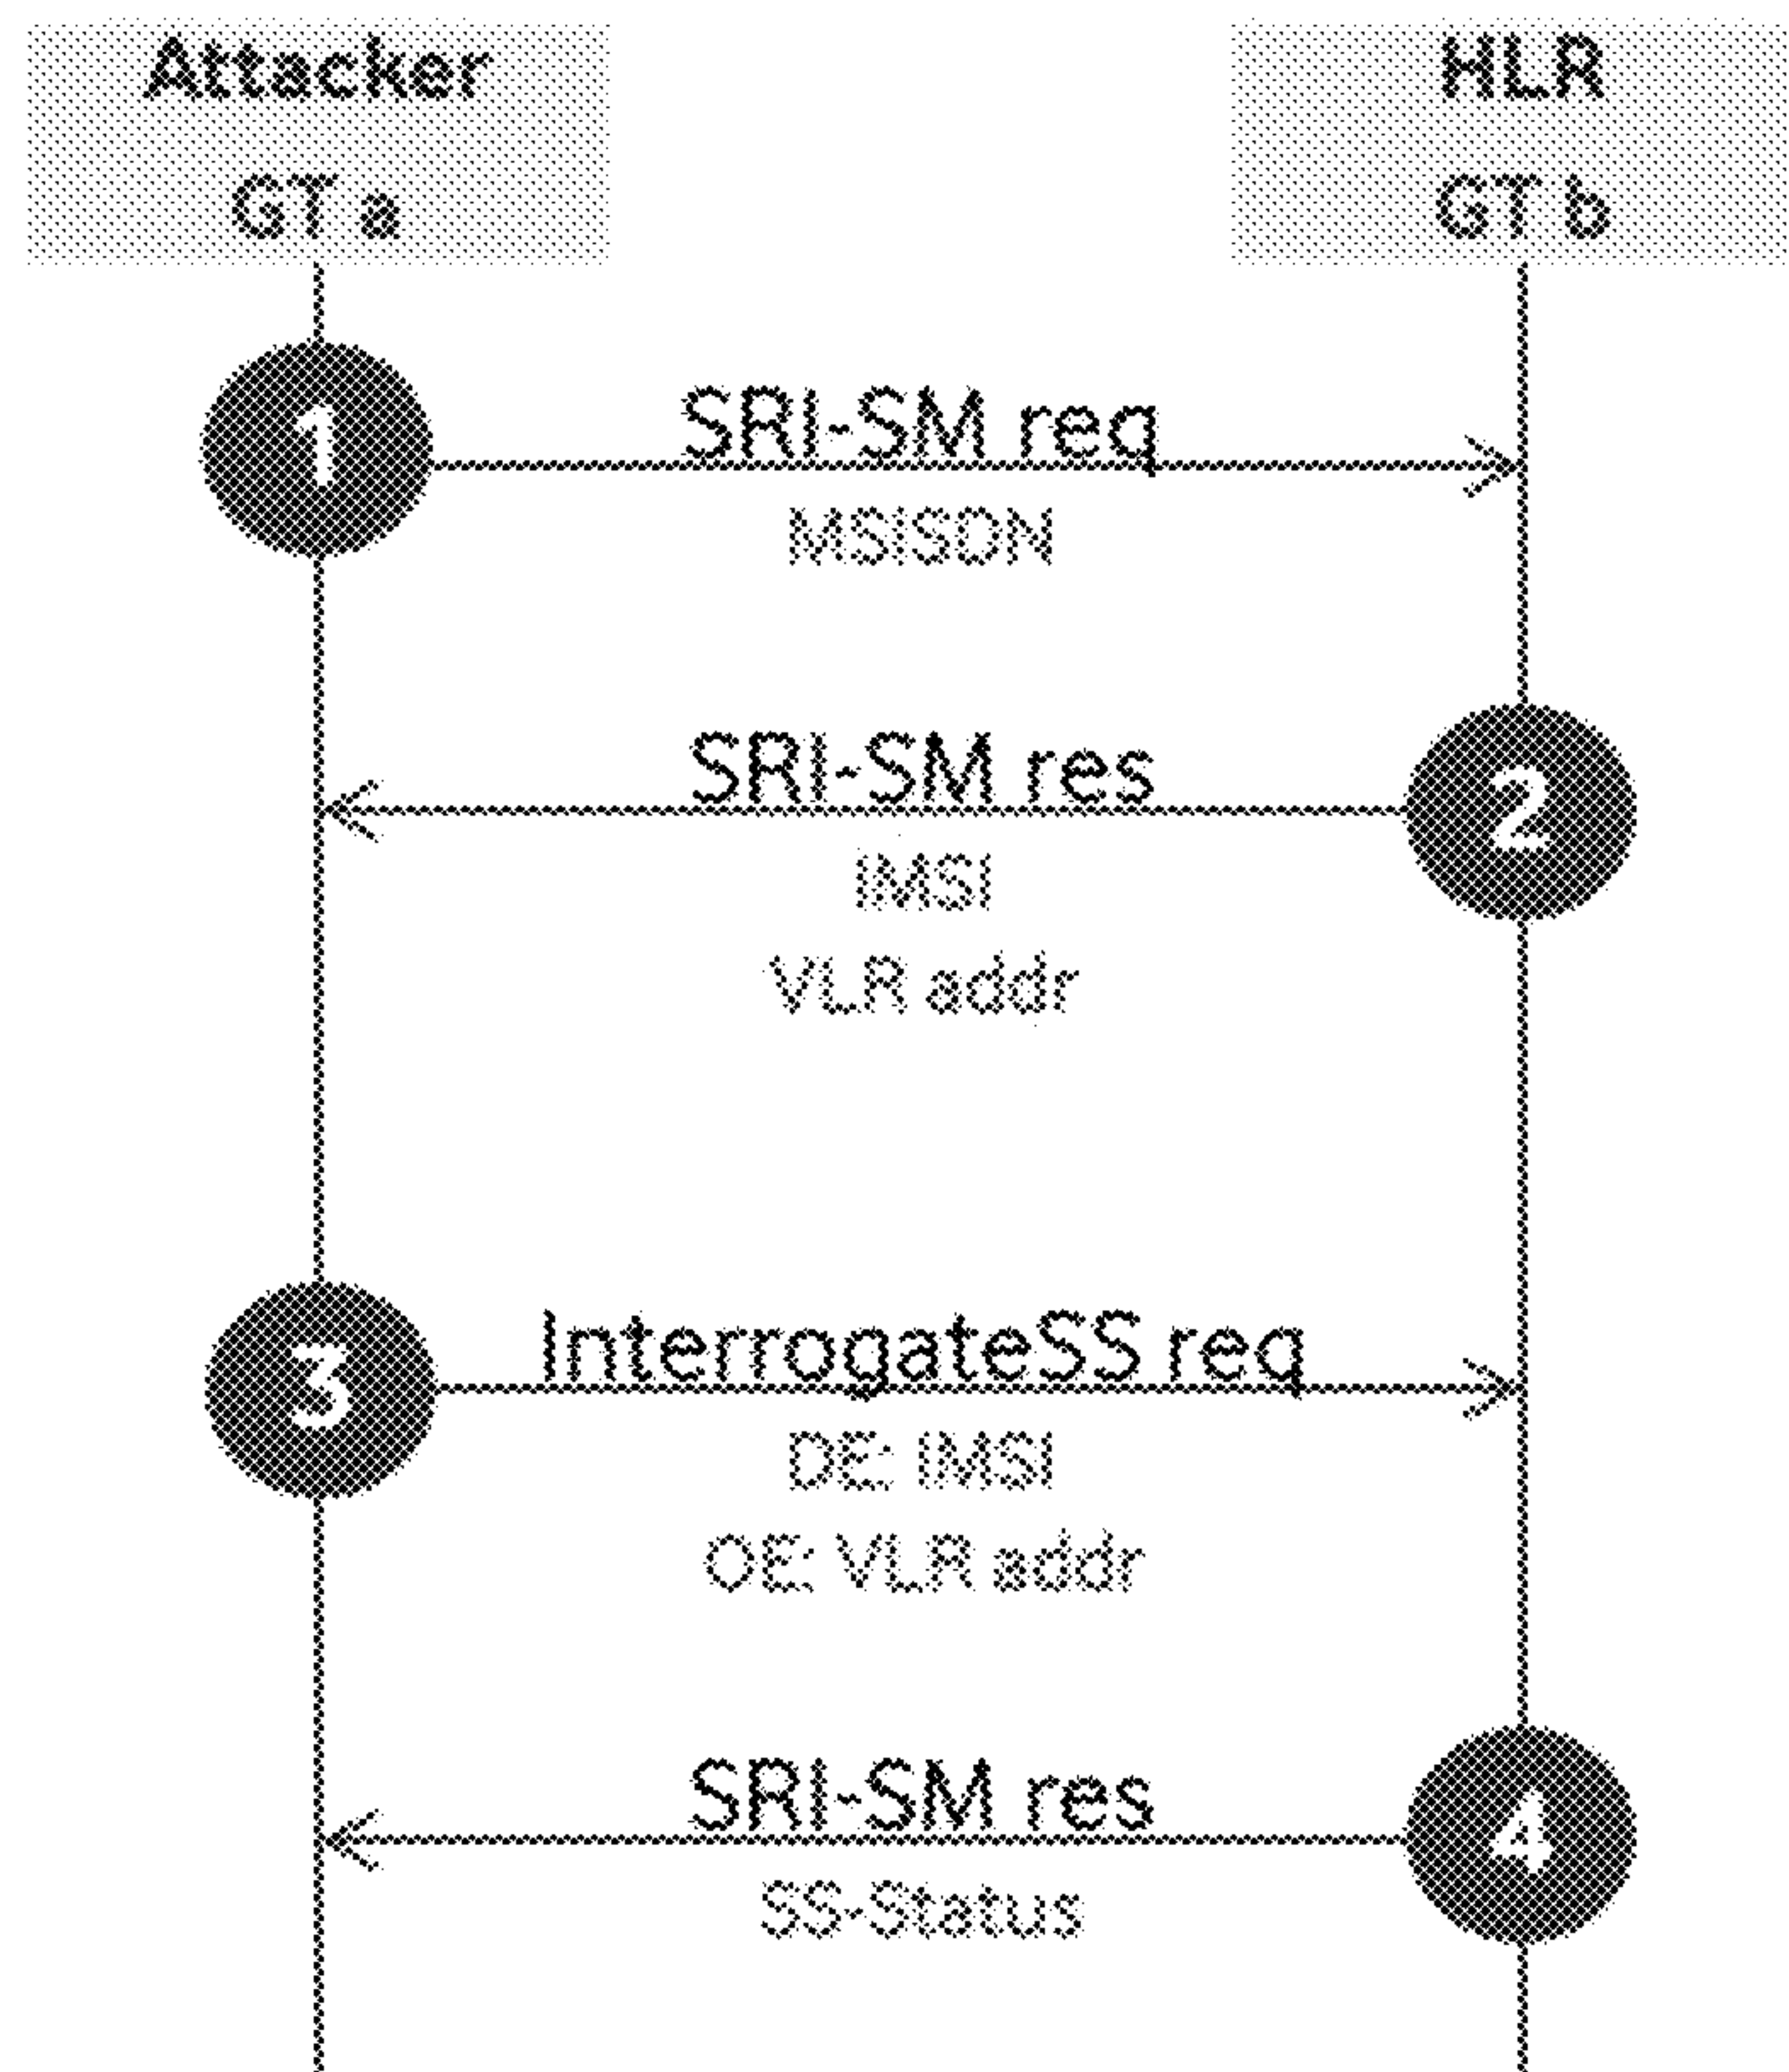 Attacker
GT a
HLR
GT b
1
SRI-SM req
MSISDN
SRI-SM res
2
IMSI
VLR addr
3
InterrogateSS req
DE: IMSI
OE: VLR addr
SRI-SM res
4
SS-Status